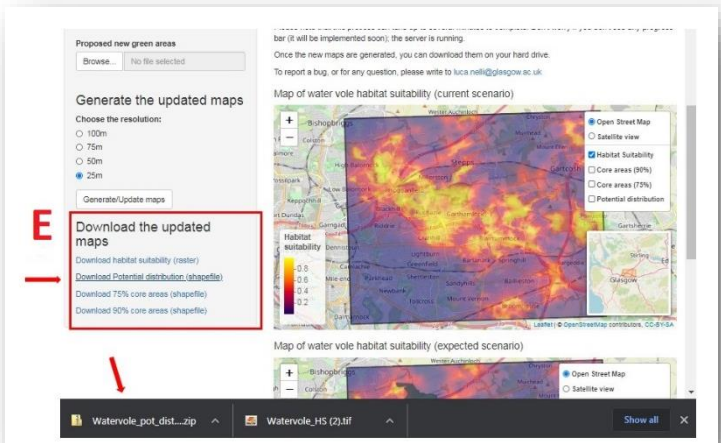 bar (it will be implemented soon); the server is running.
Once the new maps are generated, you can download them on your hard drive.
To report a bug, or for any question, please write to luca.nelli@glasgow.ac.uk
Proposed new green areas
Browse... No file selected
Generate the updated maps
Choose the resolution:
100m
75m
50m
25m
Generate/Update maps
E
Download the updated
maps
Download habitat suitability (raster)
Download Potential distribution (shapefile)
Download 75% core areas (shapefile)
Download 90% core areas (shapefile)
Map of water vole habitat suitability (current scenario)
+
−
Bishopbriggs
Stepps
Gartcosh
Open Street Map
Satellite view
Habitat Suitability
Core areas (90%)
Core areas (75%)
Potential distribution
Habitat
suitability
0.8
0.6
0.4
0.2
Stirling
Glasgow
Leaflet | © OpenStreetMap contributors, CC-BY-SA
Map of water vole habitat suitability (expected scenario)
+
−
Bishopbriggs
Open Street Map
Satellite view
Watervole_pot_dist....zip
Watervole_HS (2).tif
Show all